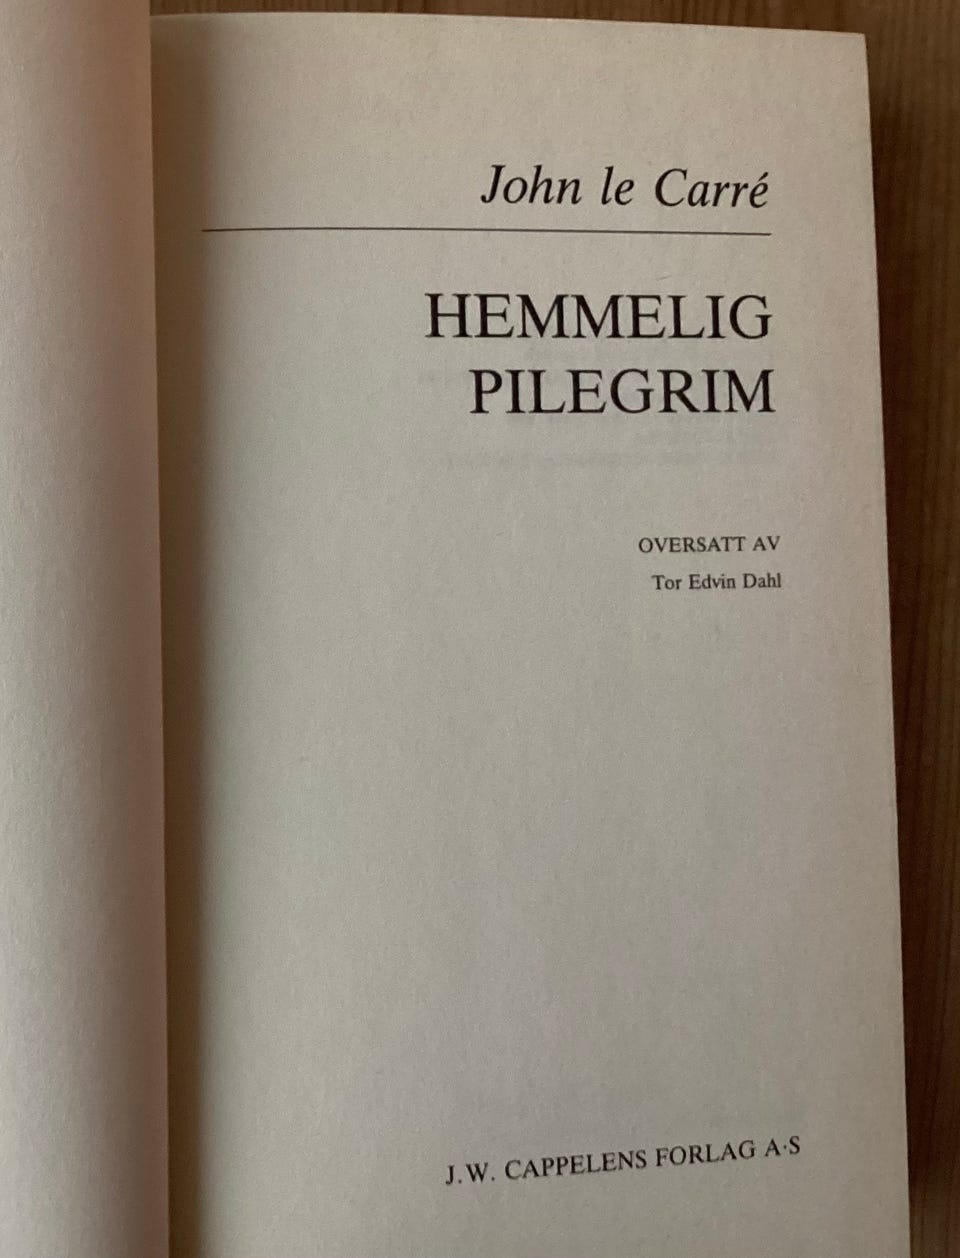 John le Carré
HEMMELIG
PILEGRIM
OVERSATT AV
Tor Edvin Dahl
J.W. CAPPELENS FORLAG A·S